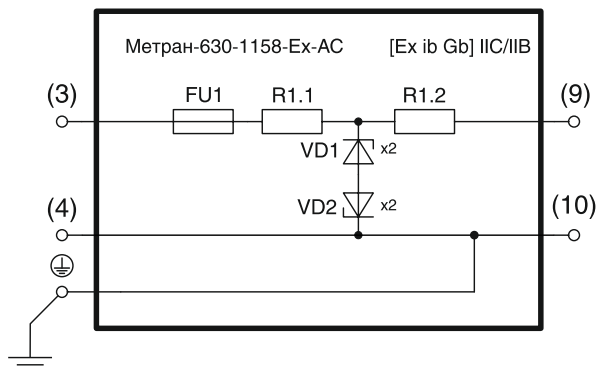 Метран-630-1158-Ex-AC [Ex ib Gb] IIC/IIB
(3) FU1 R1.1 R1.2 (9)
VD1 x2
VD2 x2
(4) (10)